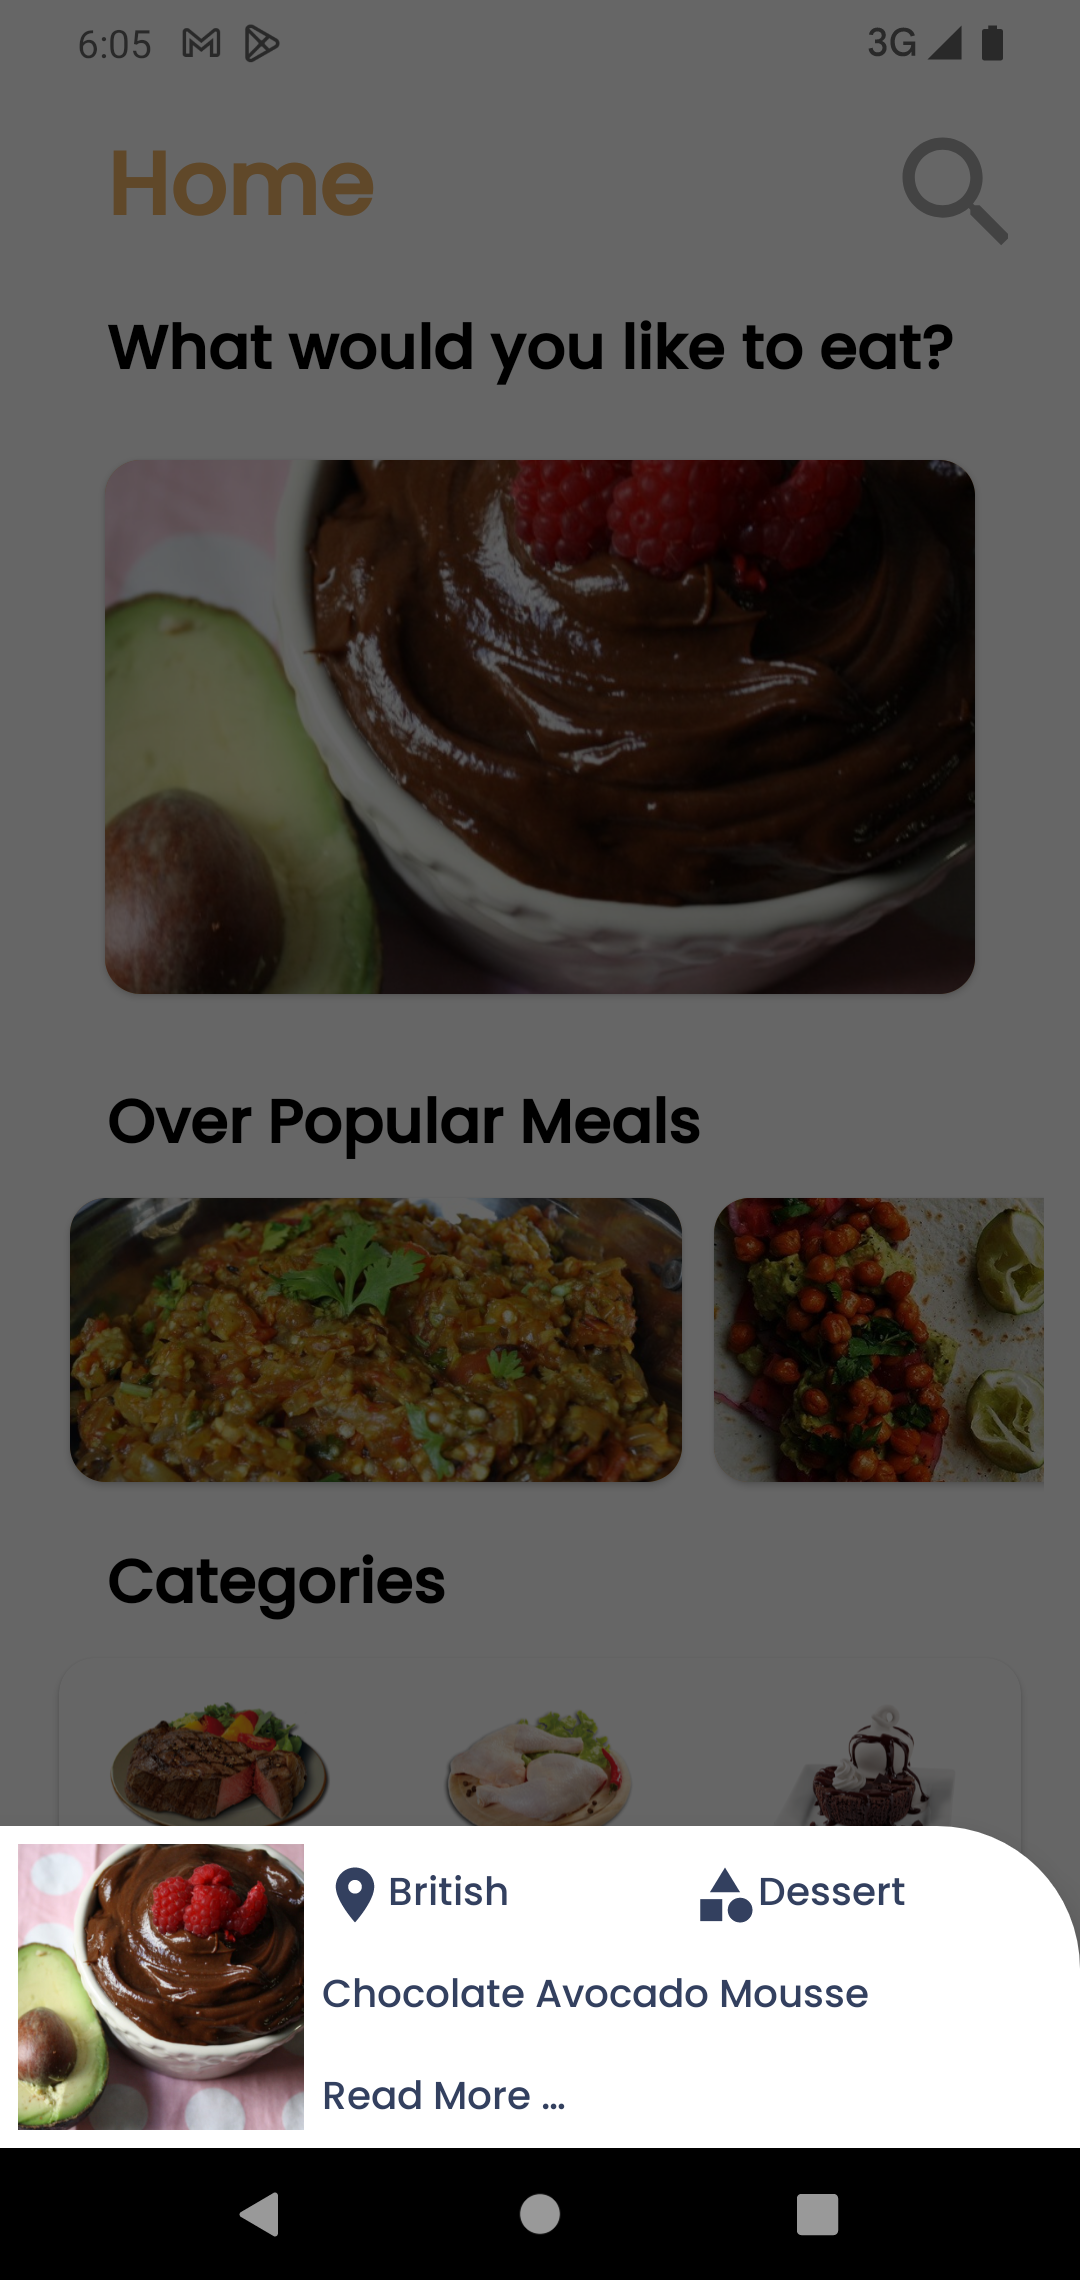 6:05
3G
Home
What would you like to eat?
Over Popular Meals
Categories
British
Dessert
Chocolate Avocado Mousse
Read More ...